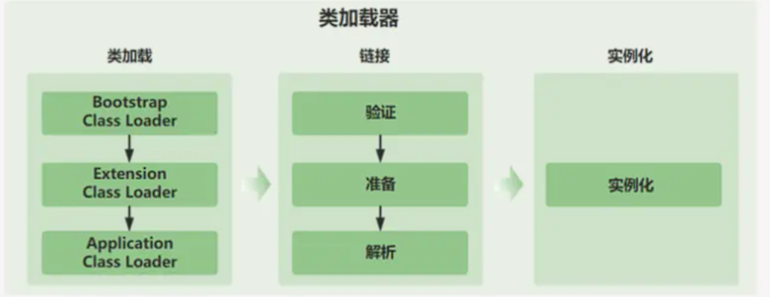 类加载器
类加载
Bootstrap
Class Loader
Extension
Class Loader
Application
Class Loader
链接
验证
准备
解析
实例化
实例化